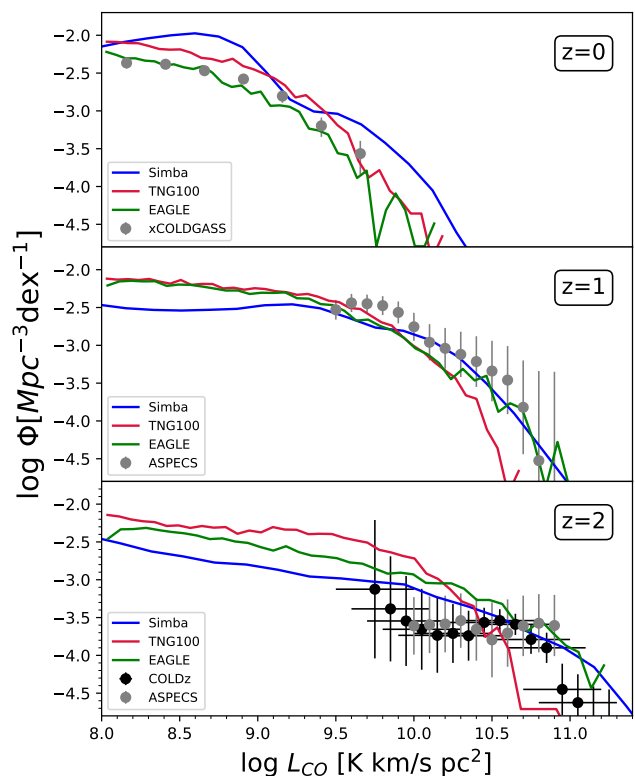 z=0
−2.0
−2.5
−3.0
−3.5
−4.0
−4.5
Simba
TNG100
EAGLE
xCOLDGASS
z=1
−2.0
−2.5
−3.0
−3.5
−4.0
−4.5
Simba
TNG100
EAGLE
ASPECS
log Φ[Mpc⁻³dex⁻¹]
z=2
−2.0
−2.5
−3.0
−3.5
−4.0
−4.5
Simba
TNG100
EAGLE
COLDz
ASPECS
8.0 8.5 9.0 9.5 10.0 10.5 11.0
log L_CO [K km/s pc²]